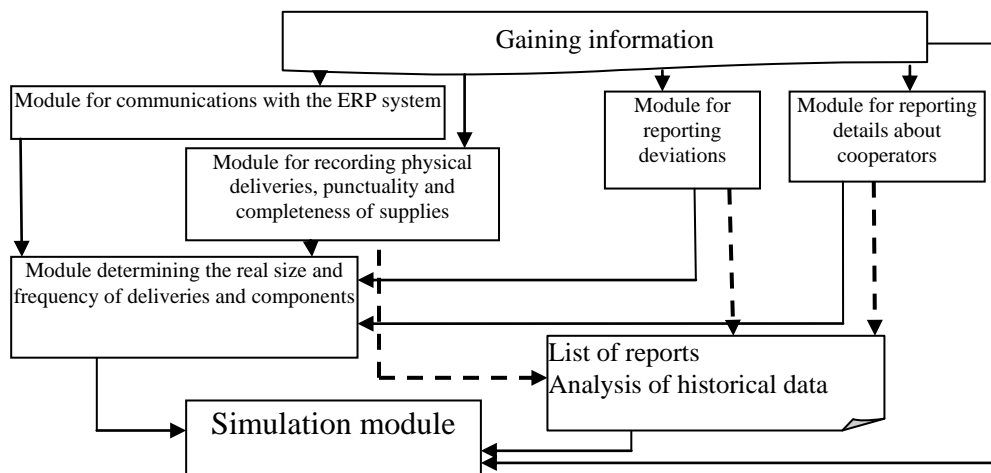 Gaining information
Module for communications with the ERP system
Module for
reporting
deviations
Module for reporting
details about
cooperators
Module for recording physical
deliveries, punctuality and
completeness of supplies
Module determining the real size and
frequency of deliveries and components
List of reports
Analysis of historical data
Simulation module